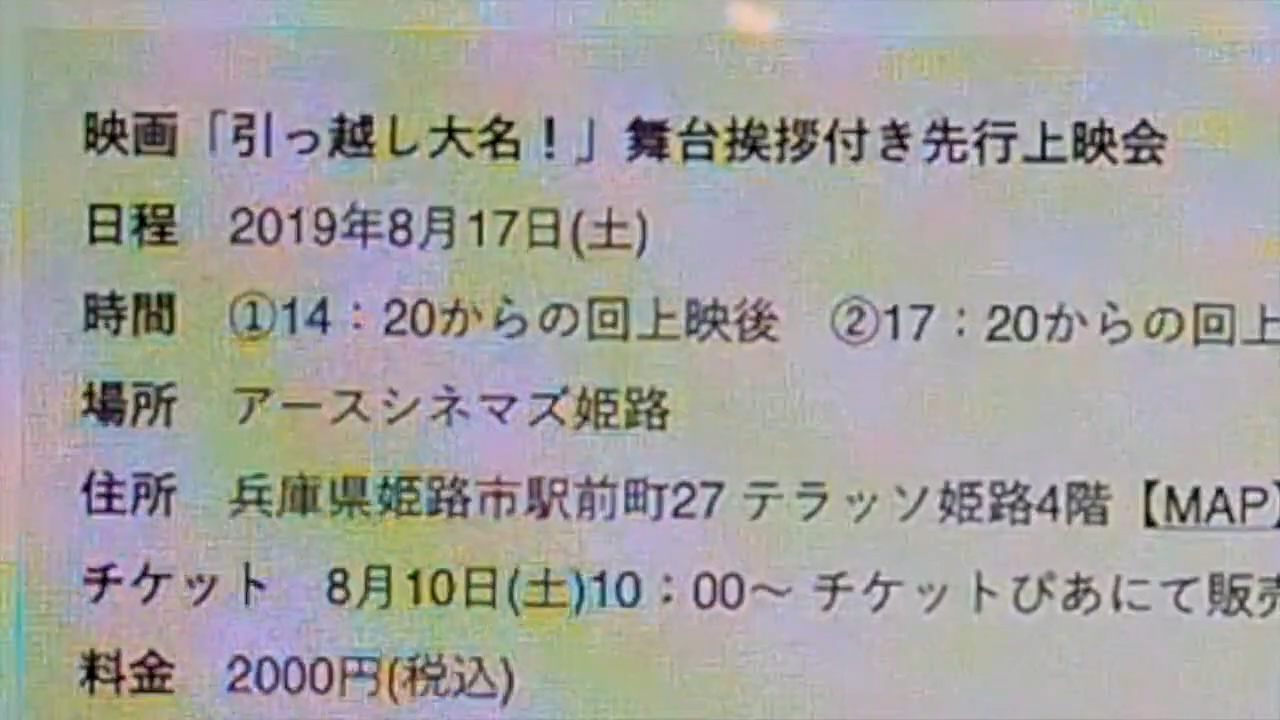 映画「引っ越し大名！」舞台挨拶付き先行上映会
日程　2019年8月17日(土)
時間　①14：20からの回上映後　②17：20からの回上
場所　アースシネマズ姫路
住所　兵庫県姫路市駅前町27 テラッソ姫路4階【MAP】
チケット　8月10日(土)10：00～ チケットぴあにて販売
料金　2000円(税込)